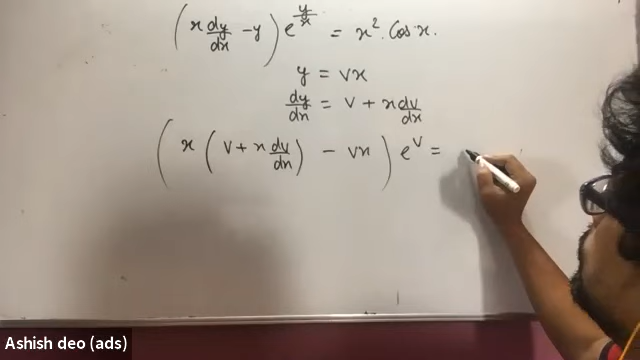 (x dy/dx - y) e^(y/x) = x². Cos x.
y = vx
dy/dx = v + x dv/dx
(x (v + x dv/dx) - vx) e^v =
Ashish deo (ads)